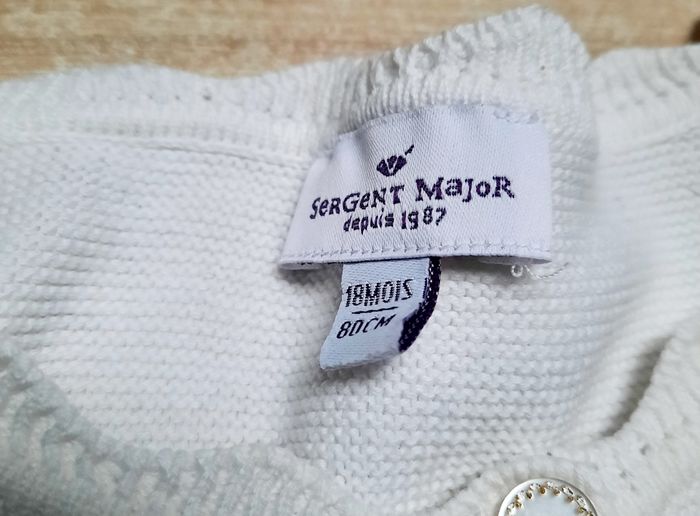 SeRGeNT MaJoR
depuis 1987
18MOIS
80CM